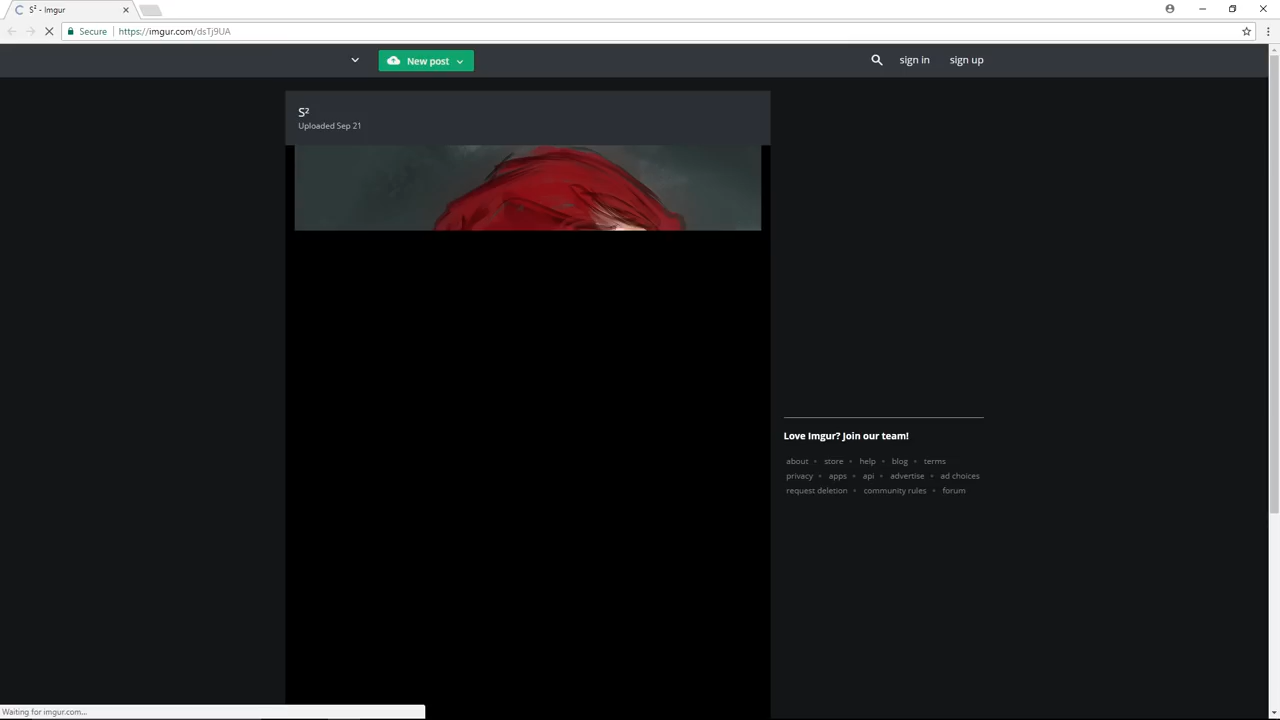 S² - Imgur
Secure https://imgur.com/dsTj9UA
New post sign in sign up
S²
Uploaded Sep 21
Love Imgur? Join our team!
about • store • help • blog • terms
privacy • apps • api • advertise • ad choices
request deletion • community rules • forum
Waiting for imgur.com...